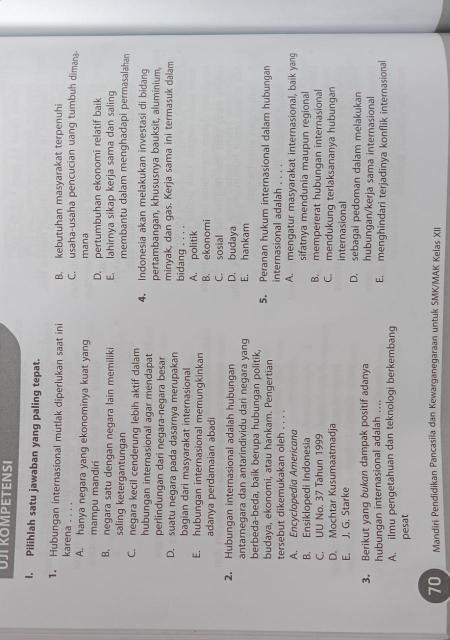 UJI KOMPETENSI
I. Pilihlah satu jawaban yang paling tepat.
1. Hubungan internasional mutlak diperlukan saat ini
karena . . . .
A. hanya negara yang ekonominya kuat yang
mampu mandiri
B. negara satu dengan negara lain memiliki
saling ketergantungan
C. negara kecil cenderung lebih aktif dalam
hubungan internasional agar mendapat
perlindungan dari negara-negara besar
D. suatu negara pada dasarnya merupakan
bagian dari masyarakat internasional
E. hubungan internasional memungkinkan
adanya perdamaian abadi
2. Hubungan internasional adalah hubungan
antarnegara dan antarindividu dari negara yang
berbeda-beda, baik berupa hubungan politik,
budaya, ekonomi, atau hankam. Pengertian
tersebut dikemukakan oleh . . . .
A. Encyclopedia Americana
B. Ensiklopedi Indonesia
C. UU No. 37 Tahun 1999
D. Mochtar Kusumaatmadja
E. J. G. Starke
3. Berikut yang bukan dampak positif adanya
hubungan internasional adalah ....
A. ilmu pengetahuan dan teknologi berkembang
pesat
B. kebutuhan masyarakat terpenuhi
C. usaha-usaha pencucian uang tumbuh dimana-
mana
D. pertumbuhan ekonomi relatif baik
E. lahirnya sikap kerja sama dan saling
membantu dalam menghadapi permasalahan
4. Indonesia akan melakukan investasi di bidang
pertambangan, khususnya bauksit, aluminium,
minyak, dan gas. Kerja sama ini termasuk dalam
bidang . . . .
A. politik
B. ekonomi
C. sosial
D. budaya
E. hankam
5. Peranan hukum internasional dalam hubungan
internasional adalah . . . .
A. mengatur masyarakat internasional, baik yang
sifatnya mendunia maupun regional
B. mempererat hubungan internasional
C. mendukung terlaksananya hubungan
internasional
D. sebagai pedoman dalam melakukan
hubungan/kerja sama internasional
E. menghindari terjadinya konflik internasional
70 Mandiri Pendidikan Pancasila dan Kewarganegaraan untuk SMK/MAK Kelas XII